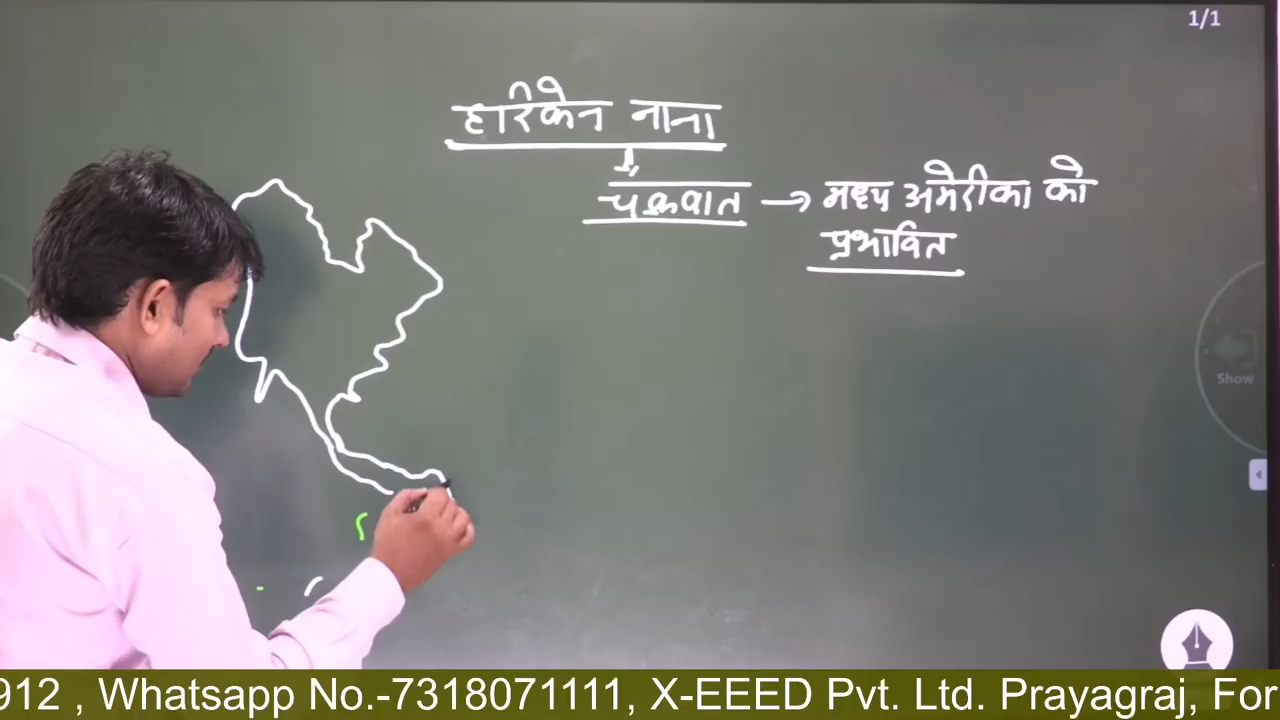 1/1
हरिकेन नाना
चक्रवात → मध्य अमेरीका को
प्रभावित
Show
912 , Whatsapp No.-7318071111, X-EEED Pvt. Ltd. Prayagraj, For